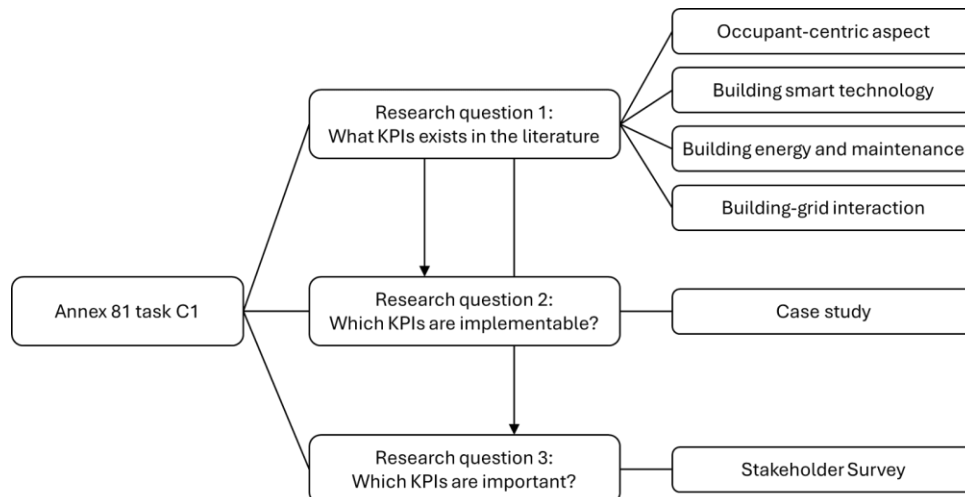 Occupant-centric aspect
Building smart technology
Research question 1:
What KPIs exists in the literature
Building energy and maintenance
Building-grid interaction
Annex 81 task C1
Research question 2:
Which KPIs are implementable?
Case study
Research question 3:
Which KPIs are important?
Stakeholder Survey